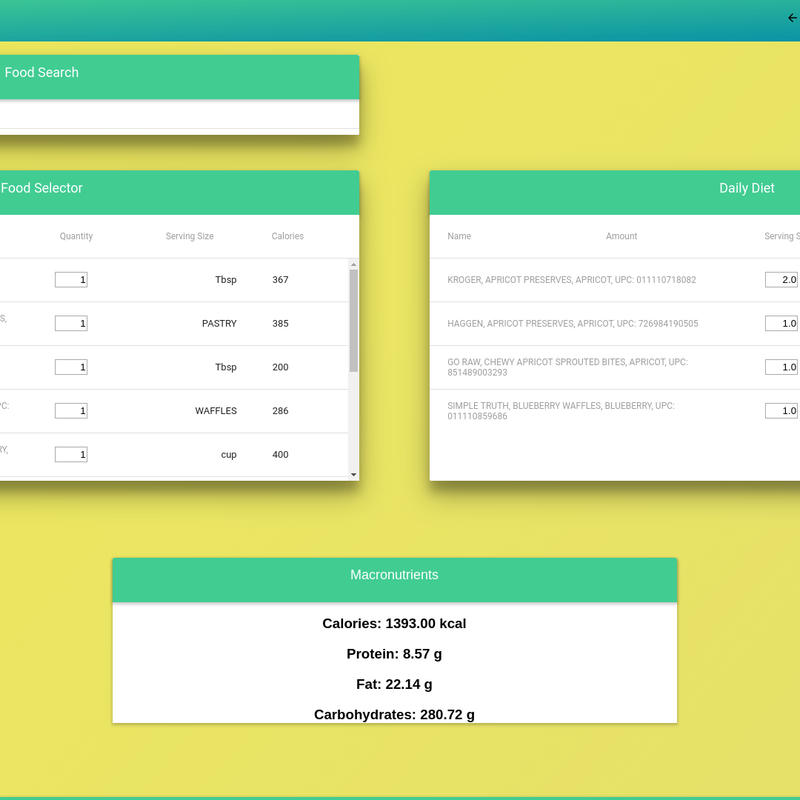 Food Search
Food Selector
Quantity Serving Size Calories
1 Tbsp 367
S,
1 PASTRY 385
1 Tbsp 200
PC:
1 WAFFLES 286
RY,
1 cup 400
Daily Diet
Name Amount Serving S
KROGER, APRICOT PRESERVES, APRICOT, UPC: 011110718082 2.0
HAGGEN, APRICOT PRESERVES, APRICOT, UPC: 726984190505 1.0
GO RAW, CHEWY APRICOT SPROUTED BITES, APRICOT, UPC:
851489003293
1.0
SIMPLE TRUTH, BLUEBERRY WAFFLES, BLUEBERRY, UPC:
011110859686
1.0
Macronutrients
Calories: 1393.00 kcal
Protein: 8.57 g
Fat: 22.14 g
Carbohydrates: 280.72 g